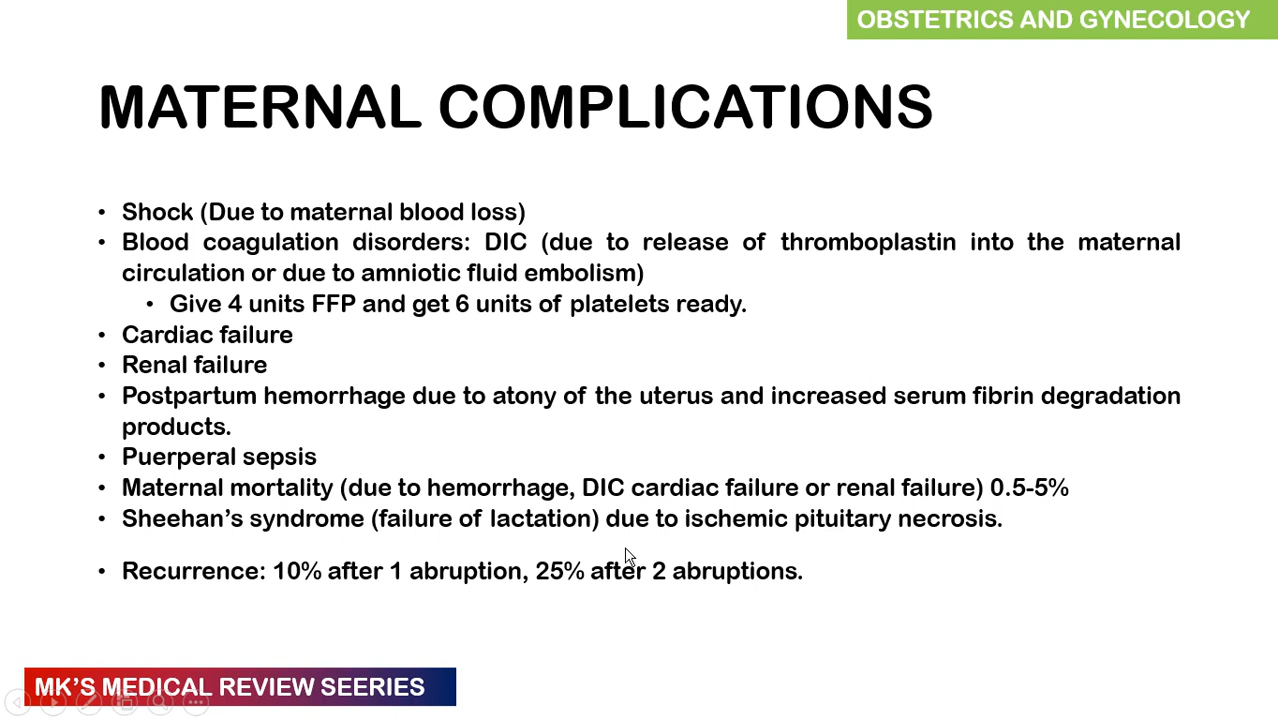 OBSTETRICS AND GYNECOLOGY
MATERNAL COMPLICATIONS
• Shock (Due to maternal blood loss)
• Blood coagulation disorders: DIC (due to release of thromboplastin into the maternal
circulation or due to amniotic fluid embolism)
• Give 4 units FFP and get 6 units of platelets ready.
• Cardiac failure
• Renal failure
• Postpartum hemorrhage due to atony of the uterus and increased serum fibrin degradation
products.
• Puerperal sepsis
• Maternal mortality (due to hemorrhage, DIC cardiac failure or renal failure) 0.5-5%
• Sheehan's syndrome (failure of lactation) due to ischemic pituitary necrosis.
• Recurrence: 10% after 1 abruption, 25% after 2 abruptions.
MK'S MEDICAL REVIEW SEERIES